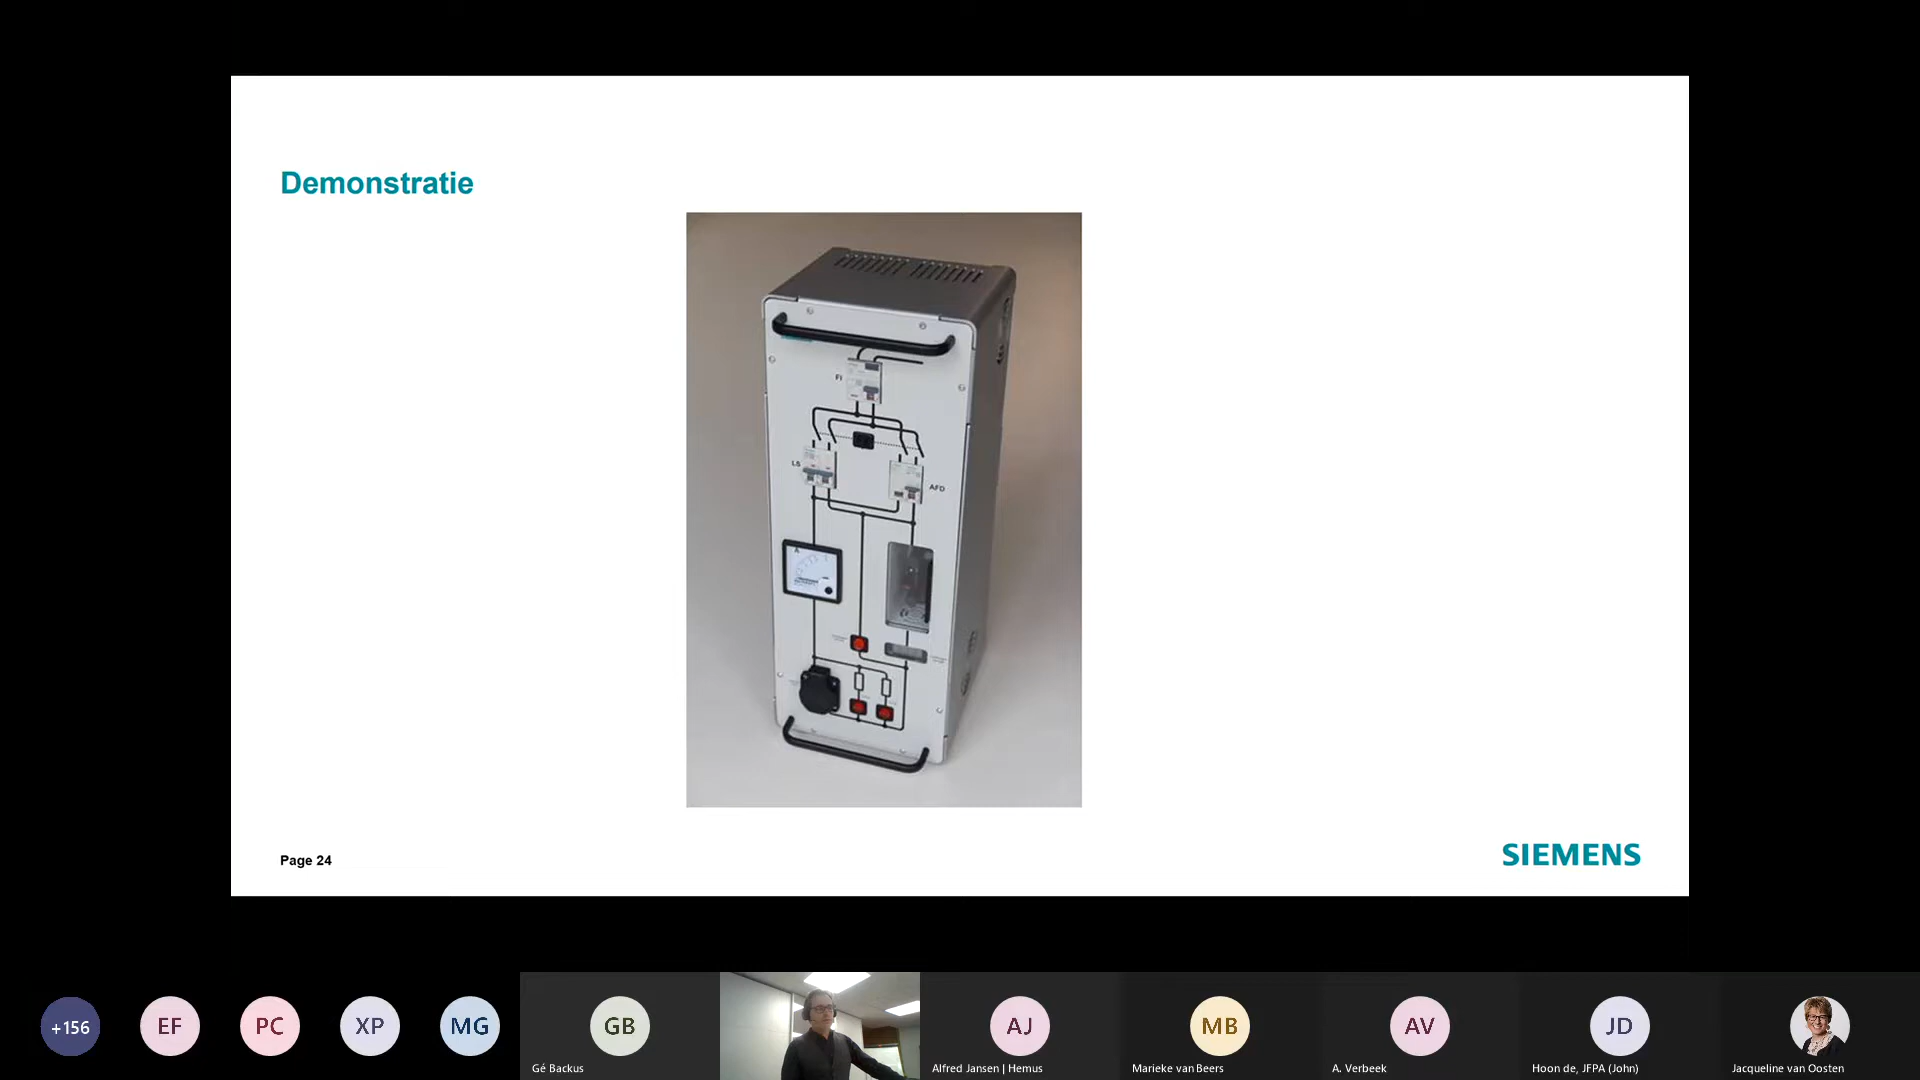 Demonstratie
FI
LS
AFD
A
Page 24
SIEMENS
+156
EF
PC
XP
MG
GB
AJ
MB
AV
JD
Gé Backus
Alfred Jansen | Hemus
Marieke van Beers
A. Verbeek
Hoon de, JFPA (John)
Jacqueline van Oosten